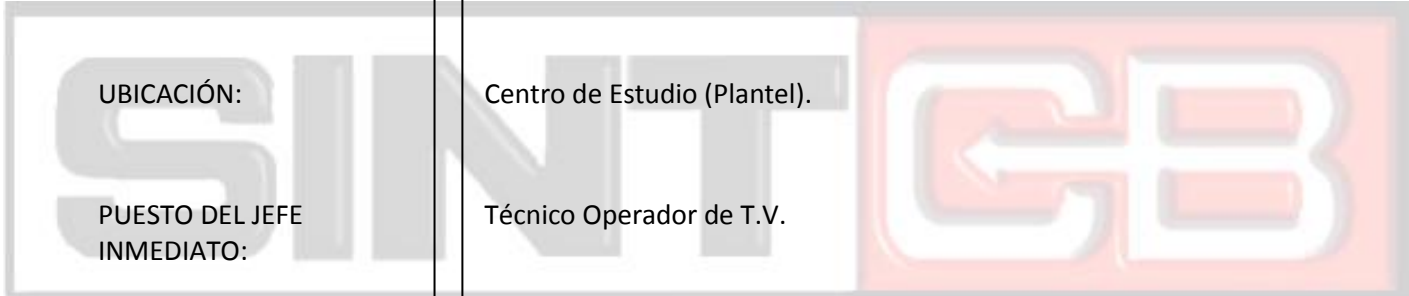 SINTCB
UBICACIÓN: Centro de Estudio (Plantel).
PUESTO DEL JEFE Técnico Operador de T.V.
INMEDIATO: